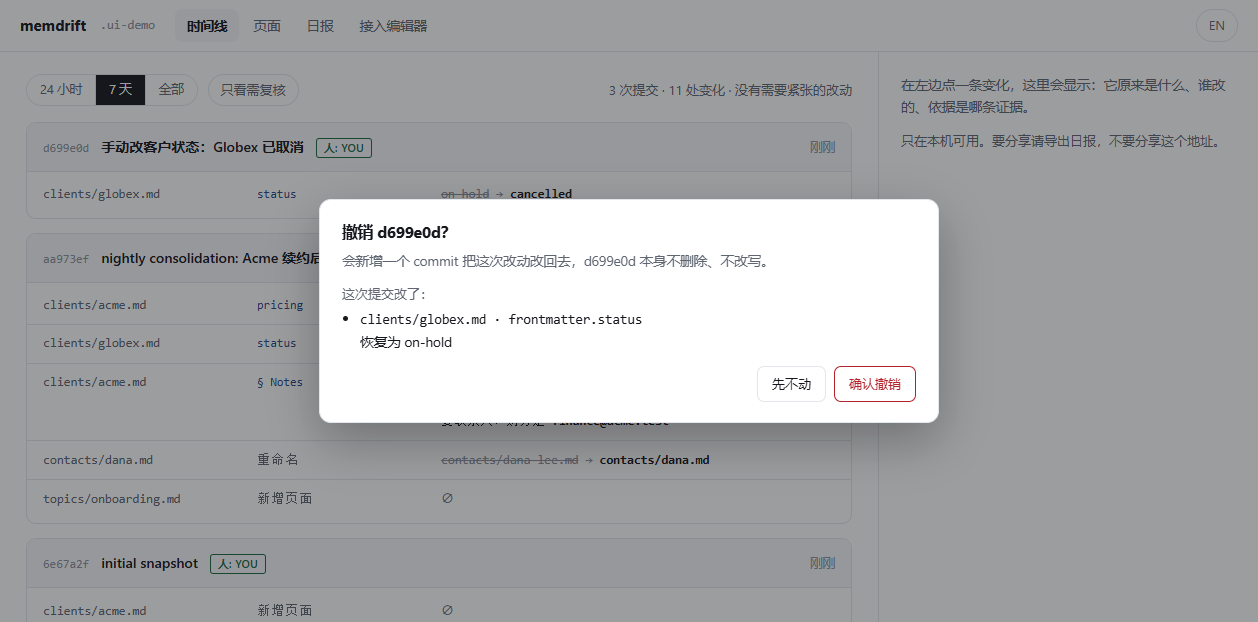 memdrift .ui-demo 时间线 页面 日报 接入编辑器 EN
24 小时 7 天 全部 只看需复核 3 次提交 · 11 处变化 · 没有需要紧张的改动
在左边点一条变化，这里会显示：它原来是什么、谁改
的、依据是哪条证据。
只在本机可用。要分享请导出日报，不要分享这个地址。
d699e0d 手动改客户状态：Globex 已取消 人: YOU 刚刚
clients/globex.md status on-hold → cancelled
撤销 d699e0d?
会新增一个 commit 把这次改动改回去，d699e0d 本身不删除、不改写。
这次提交改了：
• clients/globex.md · frontmatter.status
恢复为 on-hold
先不动 确认撤销
aa973ef nightly consolidation: Acme 续约后
clients/acme.md pricing
clients/globex.md status
clients/acme.md § Notes
contacts/dana.md 重命名 contacts/dana-lee.md → contacts/dana.md
topics/onboarding.md 新增页面 ∅
6e67a2f initial snapshot 人: YOU 刚刚
clients/acme.md 新增页面 ∅